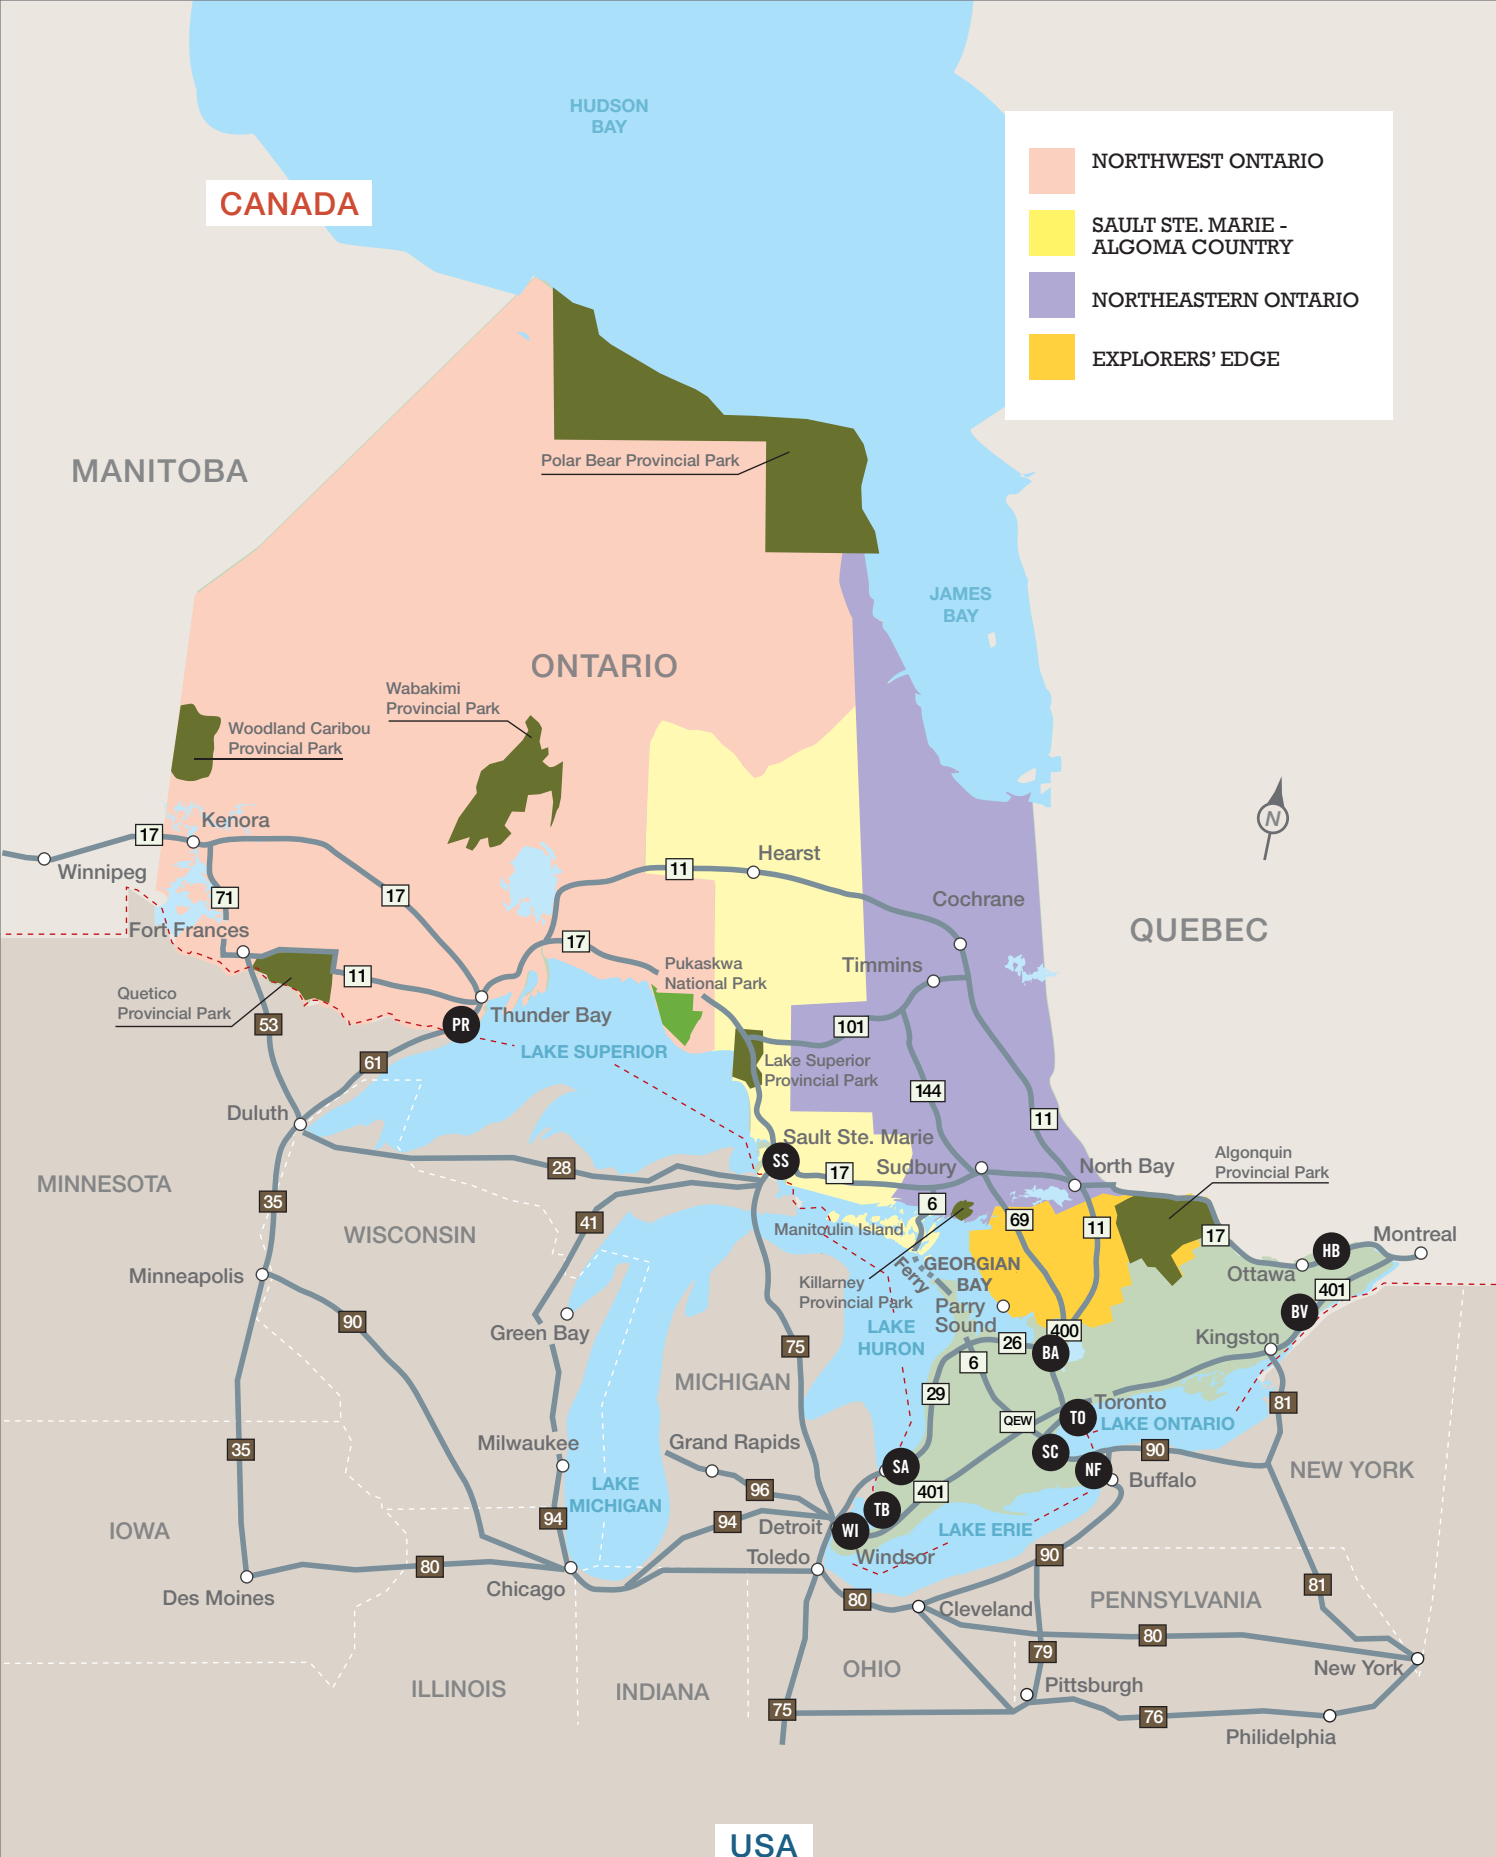 HUDSON
BAY
NORTHWEST ONTARIO
CANADA
SAULT STE. MARIE -
ALGOMA COUNTRY
NORTHEASTERN ONTARIO
EXPLORERS’ EDGE
MANITOBA
Polar Bear Provincial Park
JAMES
BAY
ONTARIO
Wabakimi
Provincial Park
Woodland Caribou
Provincial Park
N
Kenora
17
Winnipeg
Hearst
11
71
17
Cochrane
Fort Frances
QUEBEC
17
Timmins
Pukaskwa
National Park
11
Quetico
Provincial Park
53
PR
Thunder Bay
101
LAKE SUPERIOR
61
Lake Superior
Provincial Park
144
Duluth
11
Sault Ste. Marie
SS
28
17
Sudbury
North Bay
Algonquin
Provincial Park
MINNESOTA
35
6
41
69
11
WISCONSIN
Manitoulin Island
17
Montreal
HB
Minneapolis
Ferry
GEORGIAN
BAY
Ottawa
Killarney
Provincial Park
401
Parry
Sound
BV
90
Green Bay
LAKE
HURON
400
Kingston
75
26
BA
6
MICHIGAN
29
81
Toronto
QEW
TO
LAKE ONTARIO
35
Milwaukee
Grand Rapids
SC
90
SA
NF
Buffalo
NEW YORK
LAKE
MICHIGAN
96
401
94
94
TB
IOWA
Detroit
WI
LAKE ERIE
Toledo
Windsor
90
80
Des Moines
Chicago
80
Cleveland
PENNSYLVANIA
81
80
79
OHIO
New York
ILLINOIS
INDIANA
Pittsburgh
75
76
Philidelphia
USA